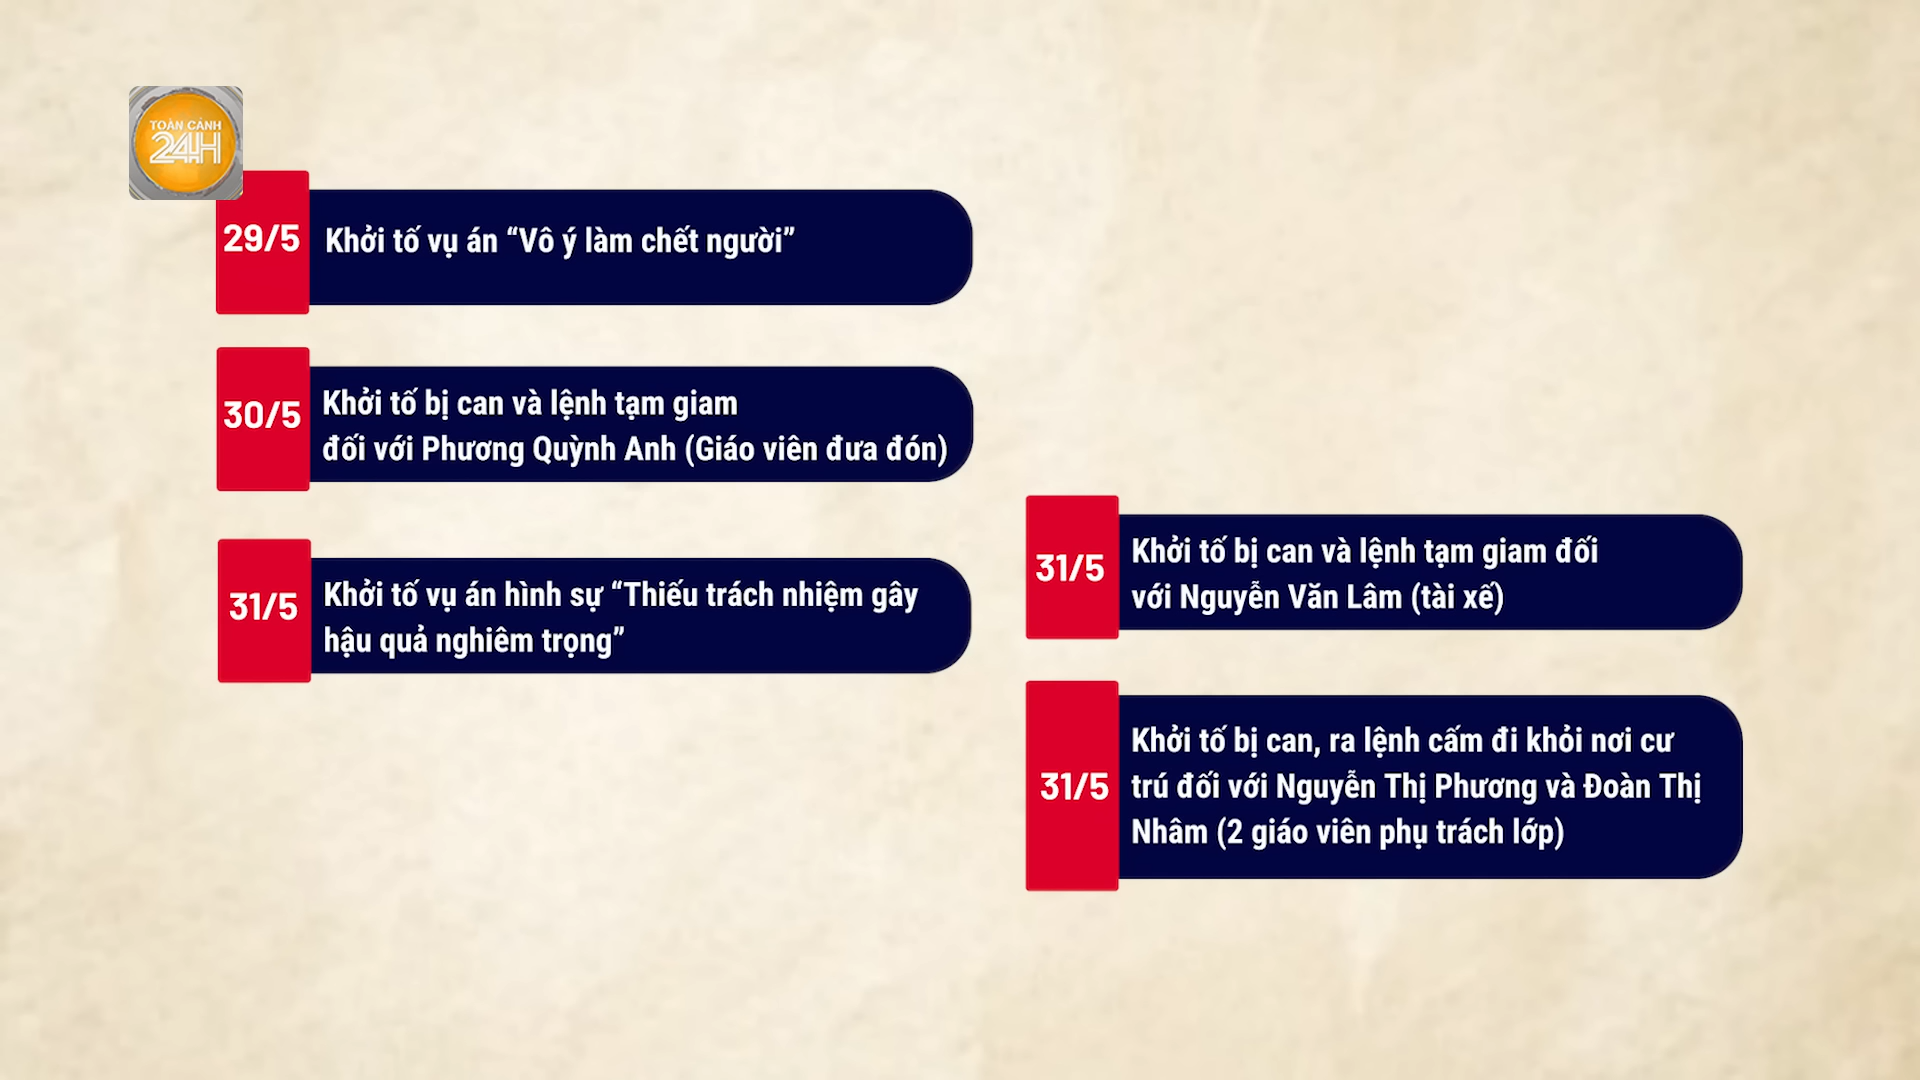 TOÀN CẢNH
24H
29/5
Khởi tố vụ án “Vô ý làm chết người”
30/5
Khởi tố bị can và lệnh tạm giam
đối với Phương Quỳnh Anh (Giáo viên đưa đón)
31/5
Khởi tố vụ án hình sự “Thiếu trách nhiệm gây
hậu quả nghiêm trọng”
31/5
Khởi tố bị can và lệnh tạm giam đối
với Nguyễn Văn Lâm (tài xế)
31/5
Khởi tố bị can, ra lệnh cấm đi khỏi nơi cư
trú đối với Nguyễn Thị Phương và Đoàn Thị
Nhâm (2 giáo viên phụ trách lớp)